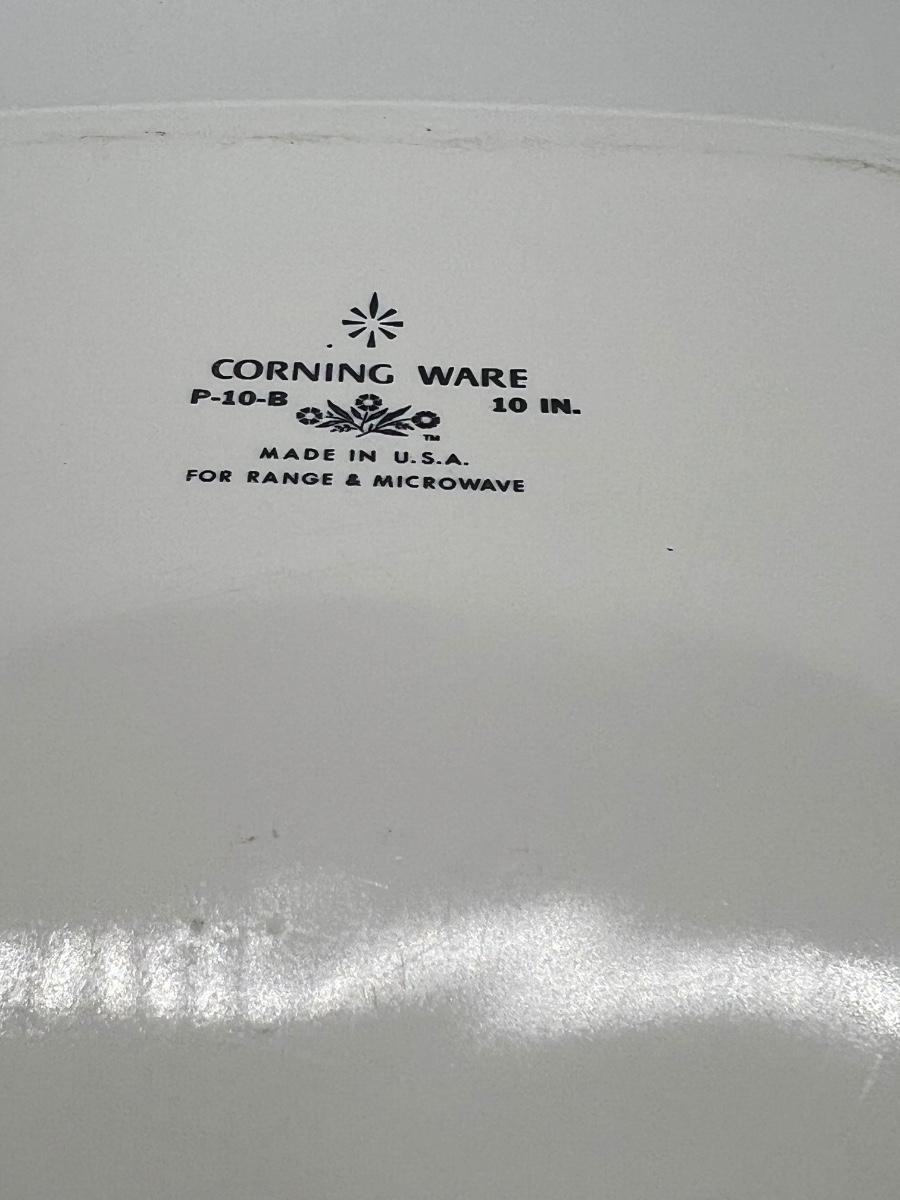 CORNING WARE
P-10-B 10 IN.
TM
MADE IN U.S.A.
FOR RANGE & MICROWAVE